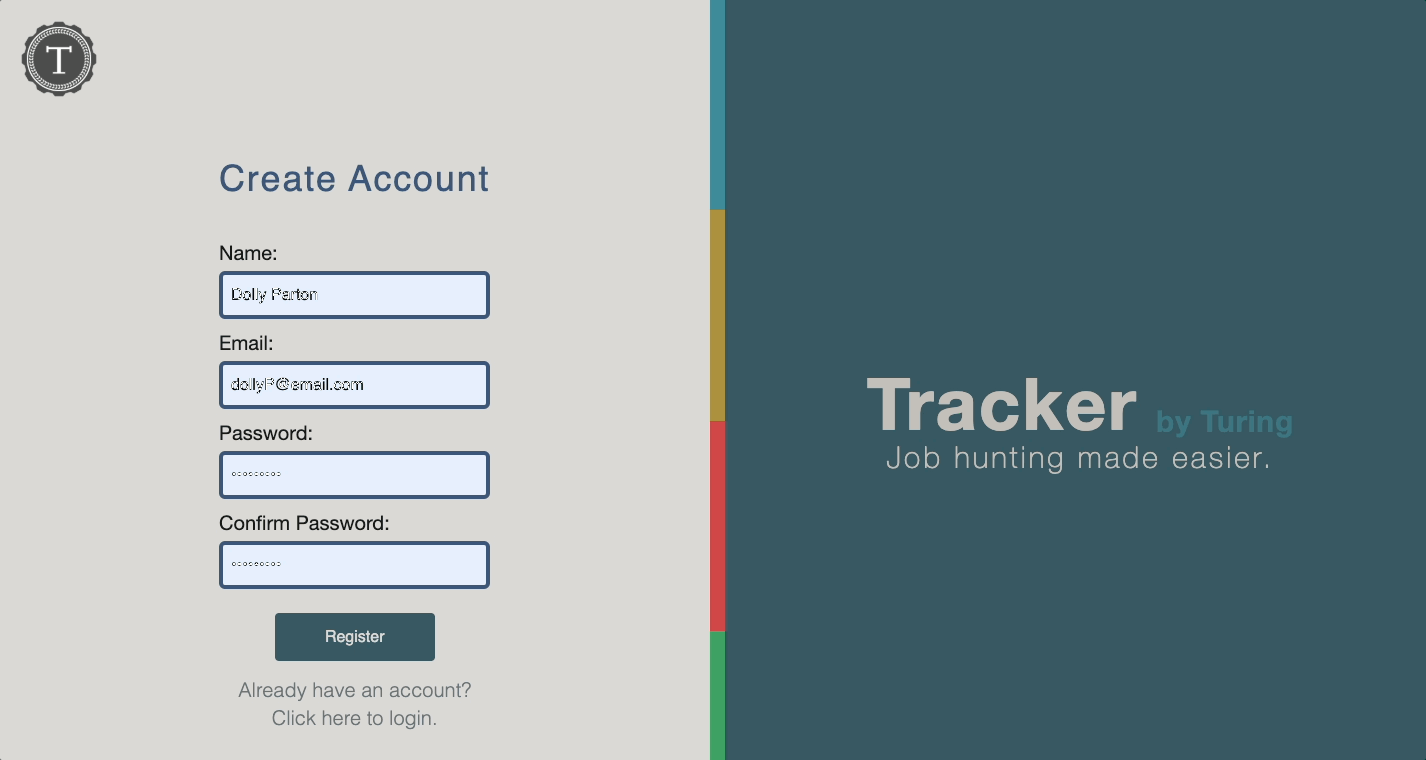 T
Create Account
Name:
Dolly Parton
Email:
dollyP@email.com
Password:
Confirm Password:
Register
Already have an account?
Click here to login.
Tracker by Turing
Job hunting made easier.